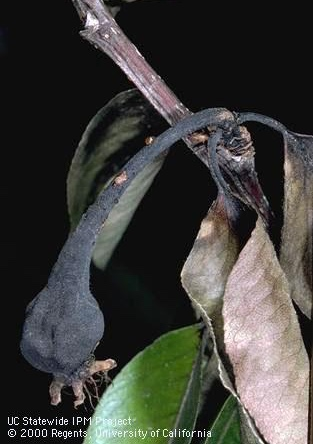 UC Statewide IPM Project
© 2000 Regents, University of California